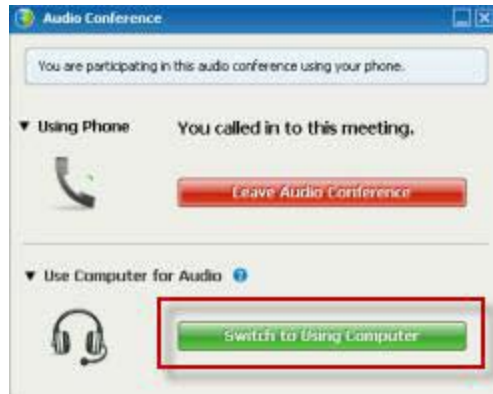 Audio Conference
You are participating in this audio conference using your phone.
Using Phone
You called in to this meeting.
Leave Audio Conference
Use Computer for Audio
Switch to Using Computer